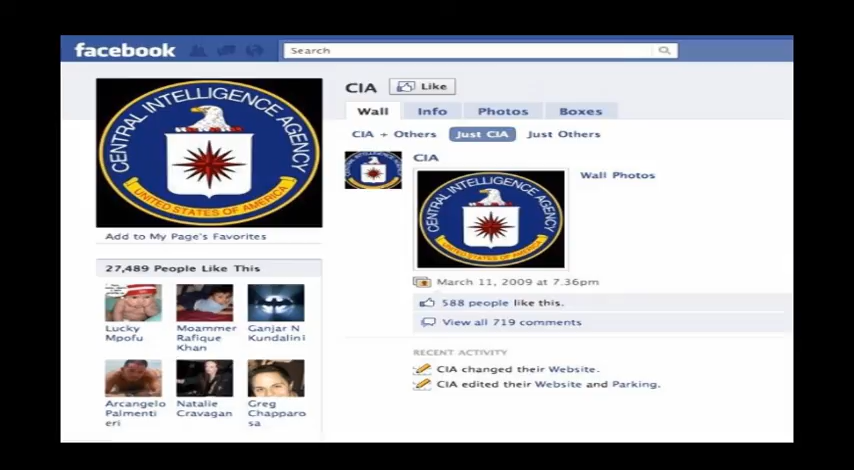 facebook
Search
CENTRAL INTELLIGENCE AGENCY
UNITED STATES OF AMERICA
Add to My Page's Favorites
27,489 People Like This
Lucky
Mpofu
Moammer
Rafique
Khan
Ganjar N
Kundalini
Arcangelo
Palmenti
eri
Natalie
Cravagan
Greg
Chapparo
sa
CIA Like
Wall Info Photos Boxes
CIA + Others Just CIA Just Others
CIA
CENTRAL INTELLIGENCE AGENCY
UNITED STATES OF AMERICA
Wall Photos
March 11, 2009 at 7.36pm
588 people like this.
View all 719 comments
RECENT ACTIVITY
CIA changed their Website.
CIA edited their Website and Parking.